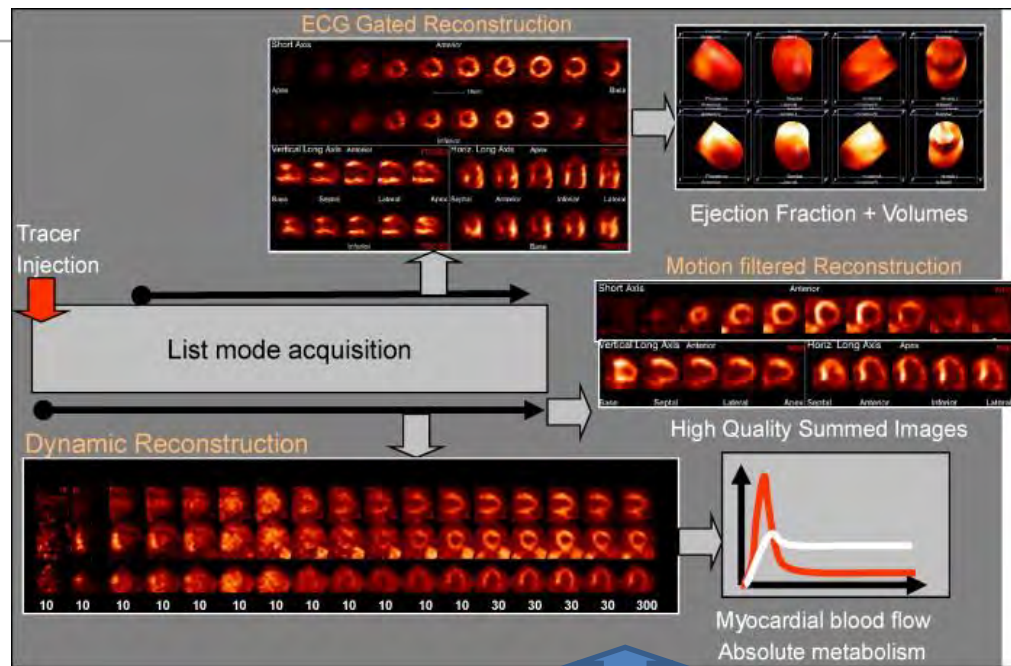 ECG Gated Reconstruction
Short Axis
Anterior
Apex
Base
Inferior
Vertical Long Axis Anterior
Horiz. Long Axis Apex
Base Septal Lateral Apex
Septal Anterior Inferior Lateral
Inferior
Base
Ejection Fraction + Volumes
Tracer
Injection
List mode acquisition
Motion filtered Reconstruction
Short Axis
Anterior
Vertical Long Axis Anterior
Horiz. Long Axis Apex
Base Septal Lateral Apex
Septal Anterior Inferior Lateral
High Quality Summed Images
Dynamic Reconstruction
10 10 10 10 10 10 10 10 10 10 10 10 30 30 30 30 300
Myocardial blood flow
Absolute metabolism